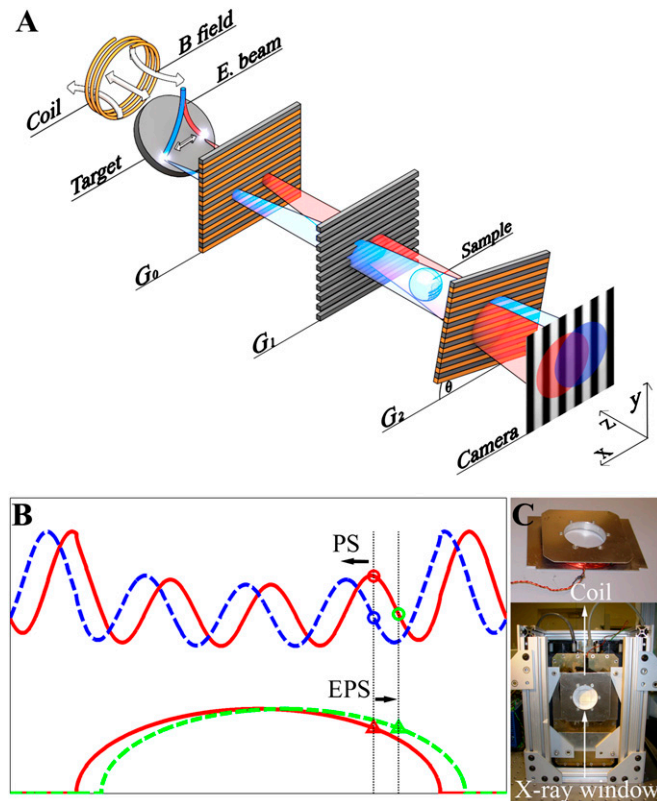 A
B field
E. beam
Coil
Target
G0
G1
Sample
G2
θ
Camera
x
z
y
B
PS
EPS
C
Coil
X-ray window